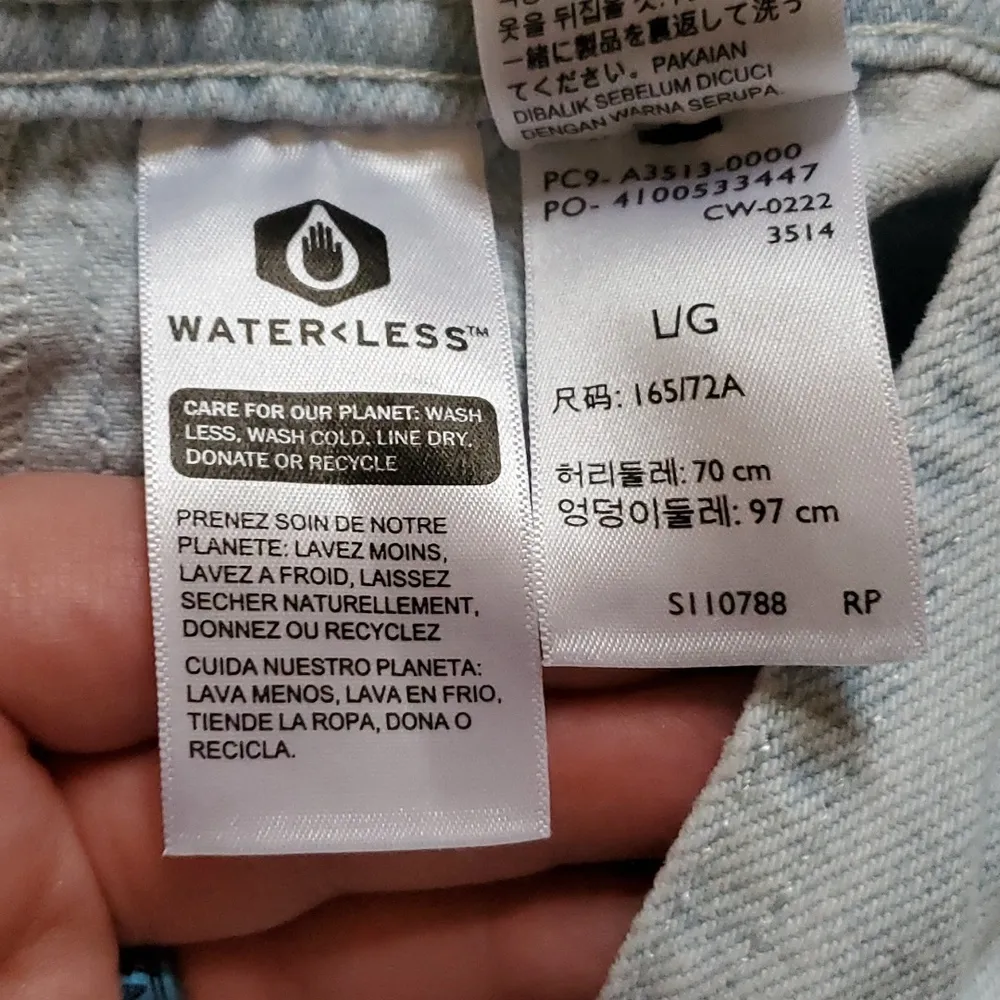 옷을 뒤집을
一緒に製品を裏返して洗っ
てください。PAKAIAN
DIBALIK SEBELUM DICUCI
DENGAN WARNA SERUPA.
WATER<LESS™
CARE FOR OUR PLANET: WASH
LESS, WASH COLD, LINE DRY,
DONATE OR RECYCLE
PRENEZ SOIN DE NOTRE
PLANETE: LAVEZ MOINS,
LAVEZ A FROID, LAISSEZ
SECHER NATURELLEMENT,
DONNEZ OU RECYCLEZ
CUIDA NUESTRO PLANETA:
LAVA MENOS, LAVA EN FRIO,
TIENDE LA ROPA, DONA O
RECICLA.
PC9- A3513-0000
PO- 4100533447
CW-0222
3514
L/G
尺码: 165/72A
허리둘레: 70 cm
엉덩이둘레: 97 cm
S110788 RP